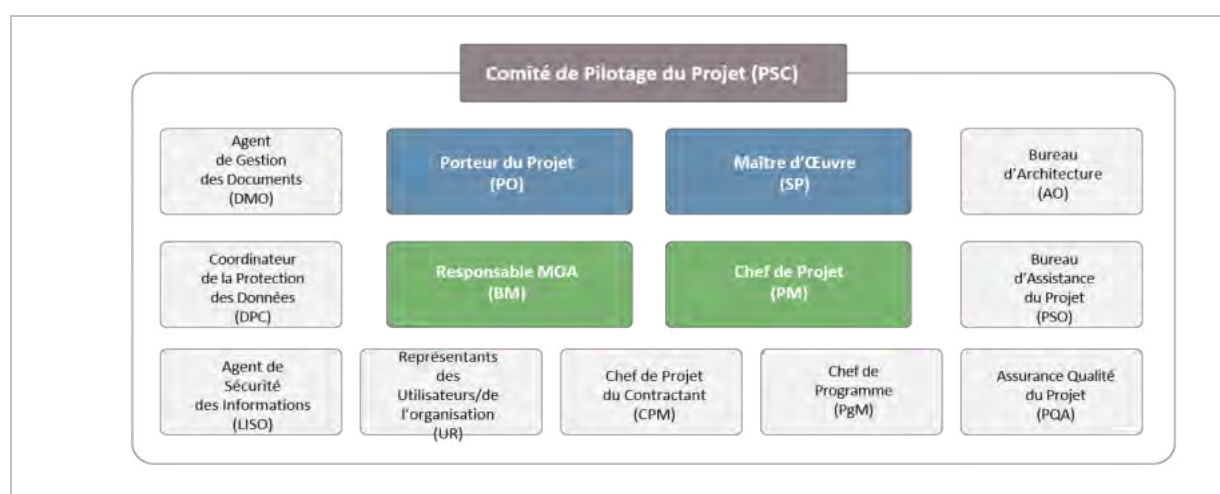 Comité de Pilotage du Projet (PSC)
Agent
de Gestion
des Documents
(DMO)
Porteur du Projet
(PO)
Maître d'Œuvre
(SP)
Bureau
d'Architecture
(AO)
Coordinateur
de la Protection
des Données
(DPC)
Responsable MOA
(BM)
Chef de Projet
(PM)
Bureau
d'Assistance
du Projet
(PSO)
Agent de
Sécurité
des Informations
(LISO)
Représentants
des
Utilisateurs/de
l'organisation
(UR)
Chef de Projet
du Contractant
(CPM)
Chef de
Programme
(PgM)
Assurance Qualité
du Projet
(PQA)